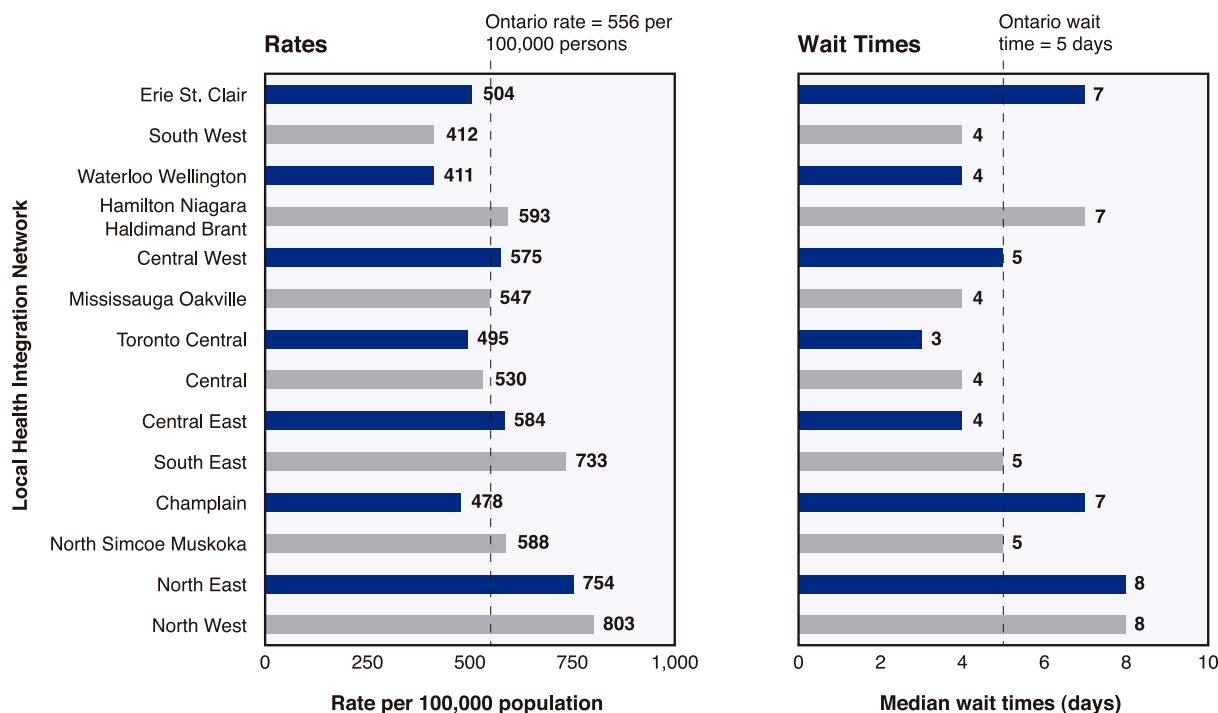 Rates
Ontario rate = 556 per
100,000 persons
Wait Times
Ontario wait
time = 5 days
Local Health Integration Network
Erie St. Clair 504 7
South West 412 4
Waterloo Wellington 411 4
Hamilton Niagara
Haldimand Brant 593 7
Central West 575 5
Mississauga Oakville 547 4
Toronto Central 495 3
Central 530 4
Central East 584 4
South East 733 5
Champlain 478 7
North Simcoe Muskoka 588 5
North East 754 8
North West 803 8
0 250 500 750 1,000
0 2 4 6 8 10
Rate per 100,000 population
Median wait times (days)